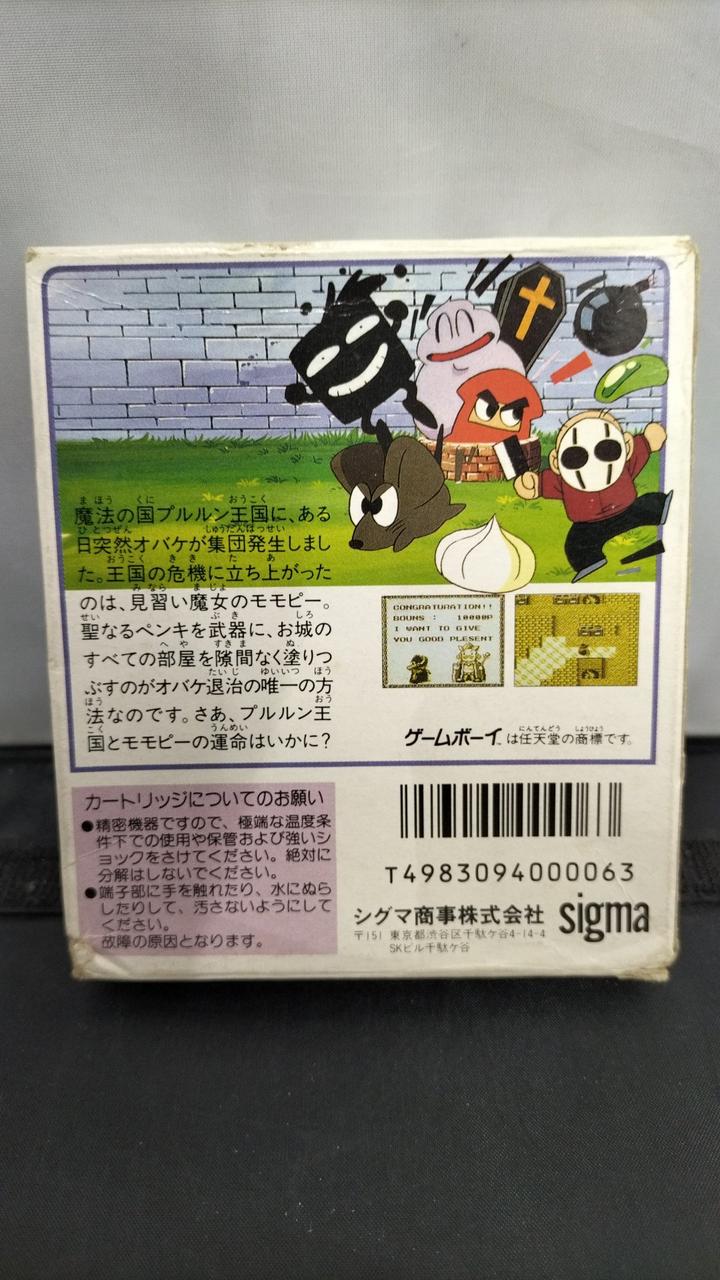 魔法の国プルルン王国に、ある
日突然オバケが集団発生しまし
た。王国の危機に立ち上がった
のは、見習い魔女のモモピー。
聖なるペンキを武器に、お城の
すべての部屋を隙間なく塗りつ
ぶすのがオバケ退治の唯一の方
法なのです。さあ、プルルン王
国とモモピーの運命はいかに?
CONGRATURATION!!
BOUNS : 10000P
I WANT TO GIVE
YOU GOOD PLESENT
ゲームボーイ™は任天堂の商標です。
カートリッジについてのお願い
●精密機器ですので、極端な温度条
件下での使用や保管および強いシ
ョックをさけてください。絶対に
分解はしないでください。
●端子部に手を触れたり、水にぬら
したりして、汚さないようにして
ください。
故障の原因となります。
T4983094000063
シグマ商事株式会社 sigma
〒151 東京都渋谷区千駄ケ谷4-14-4
SKビル千駄ケ谷